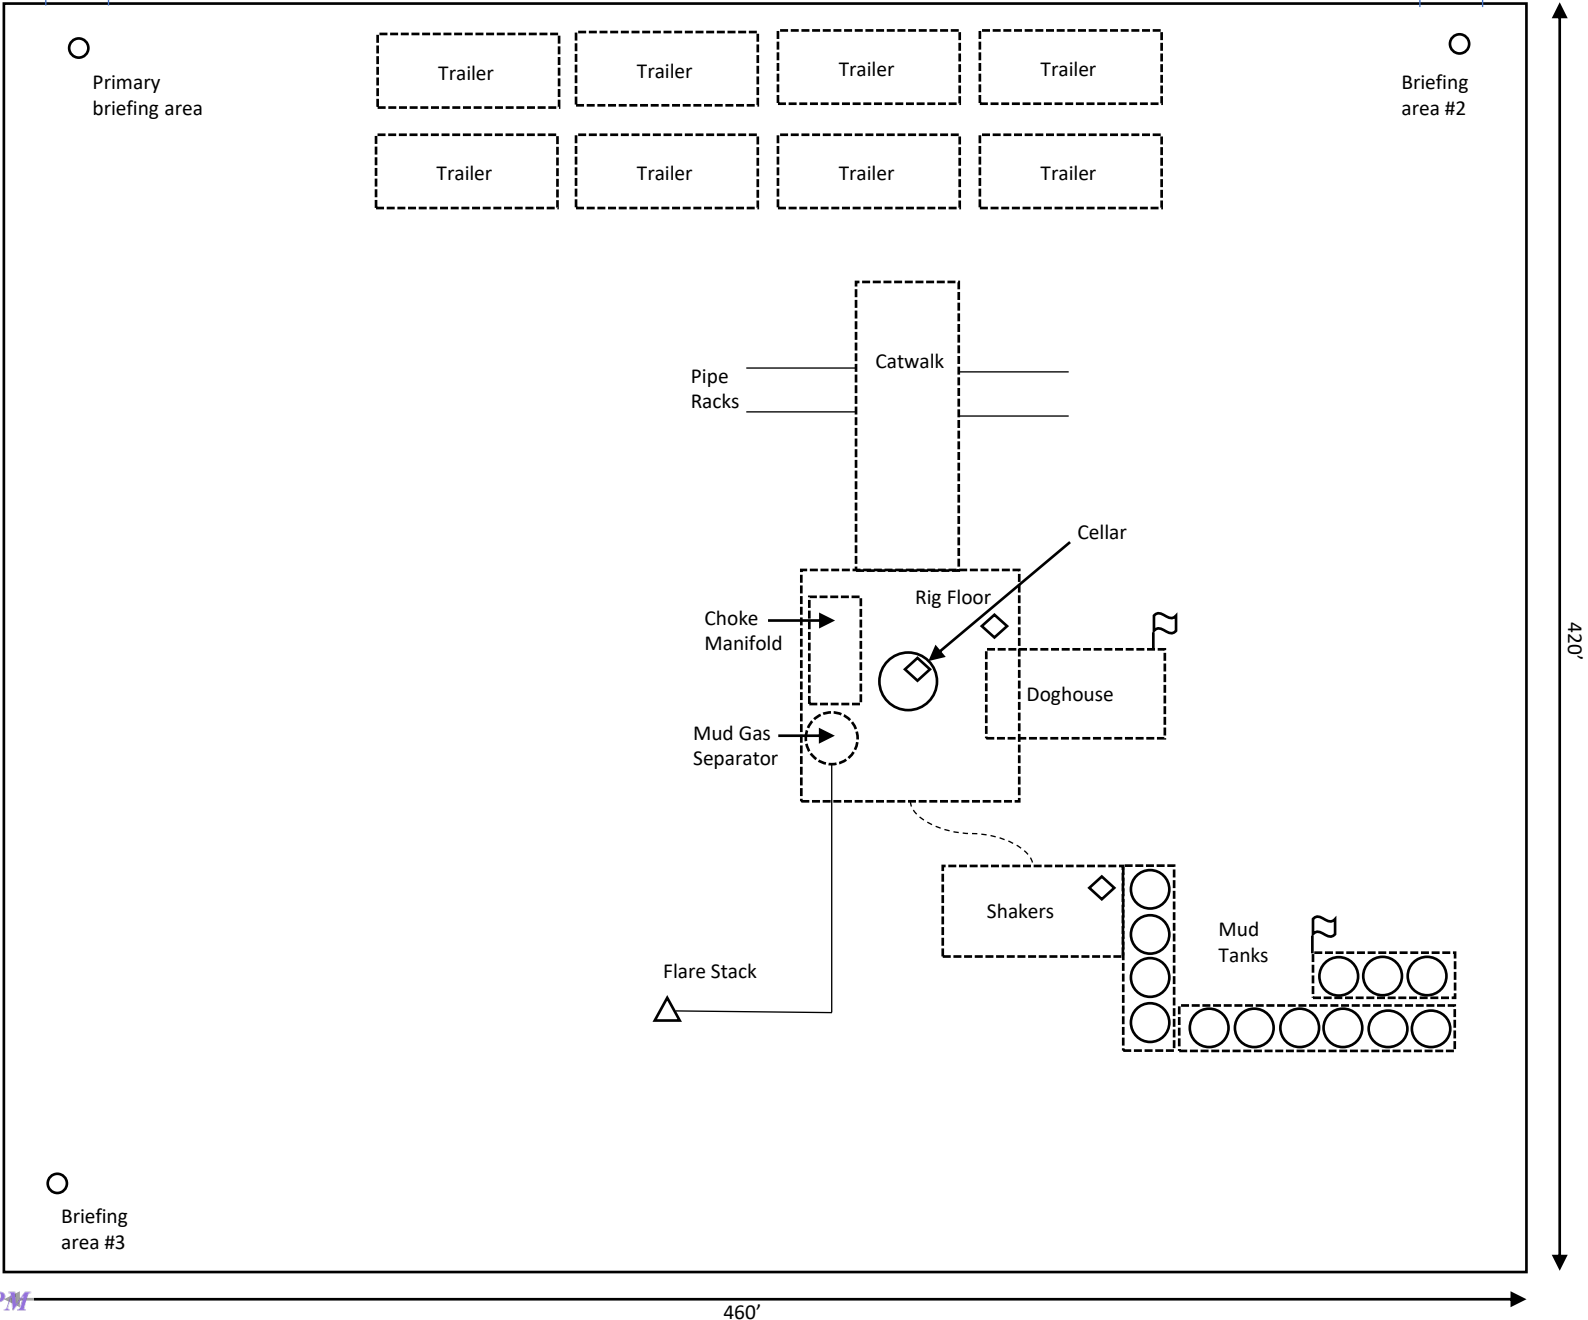 Trailer
Trailer
Trailer
Trailer
Primary
briefing area
Briefing
area #2
Trailer
Trailer
Trailer
Trailer
Catwalk
Pipe
Racks
Cellar
Rig Floor
Choke
Manifold
420’
Doghouse
Mud Gas
Separator
Shakers
Mud
Tanks
Flare Stack
Briefing
area #3
PM
460’